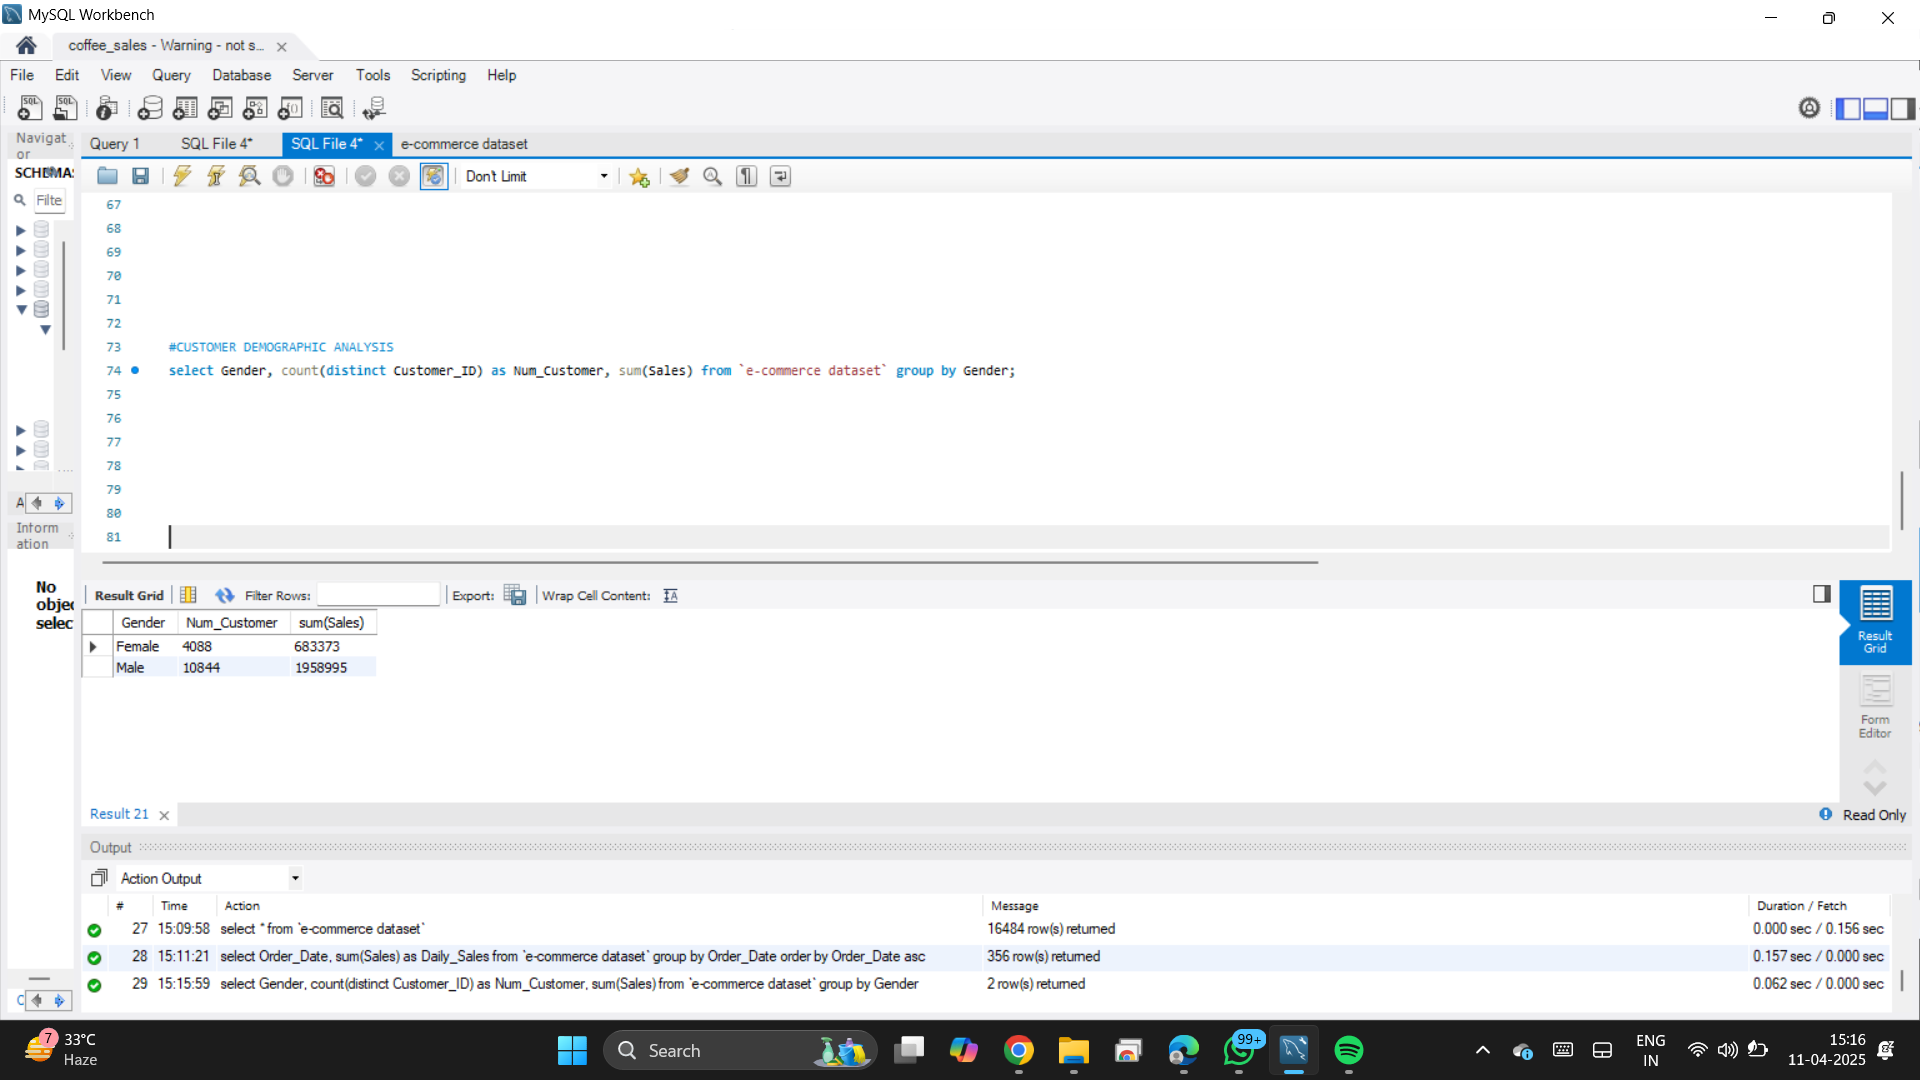 MySQL Workbench
coffee_sales - Warning - not s...
File Edit View Query Database Server Tools Scripting Help
Navigat
or
Query 1 SQL File 4* SQL File 4* e-commerce dataset
SCHEMAS
Don't Limit
Filte
67
68
69
70
71
72
73 #CUSTOMER DEMOGRAPHIC ANALYSIS
74 select Gender, count(distinct Customer_ID) as Num_Customer, sum(Sales) from `e-commerce dataset` group by Gender;
75
76
77
78
79
80
81
A
Inform
ation
No
objec
selec
Result Grid Filter Rows: Export: Wrap Cell Content:
Gender Num_Customer sum(Sales)
Female 4088 683373
Male 10844 1958995
Result
Grid
Form
Editor
Result 21
Read Only
Output
Action Output
# Time Action Message Duration / Fetch
27 15:09:58 select * from `e-commerce dataset` 16484 row(s) returned 0.000 sec / 0.156 sec
28 15:11:21 select Order_Date, sum(Sales) as Daily_Sales from `e-commerce dataset` group by Order_Date order by Order_Date asc 356 row(s) returned 0.157 sec / 0.000 sec
29 15:15:59 select Gender, count(distinct Customer_ID) as Num_Customer, sum(Sales) from `e-commerce dataset` group by Gender 2 row(s) returned 0.062 sec / 0.000 sec
7
33°C
Haze
Search
99+
ENG
IN
15:16
11-04-2025